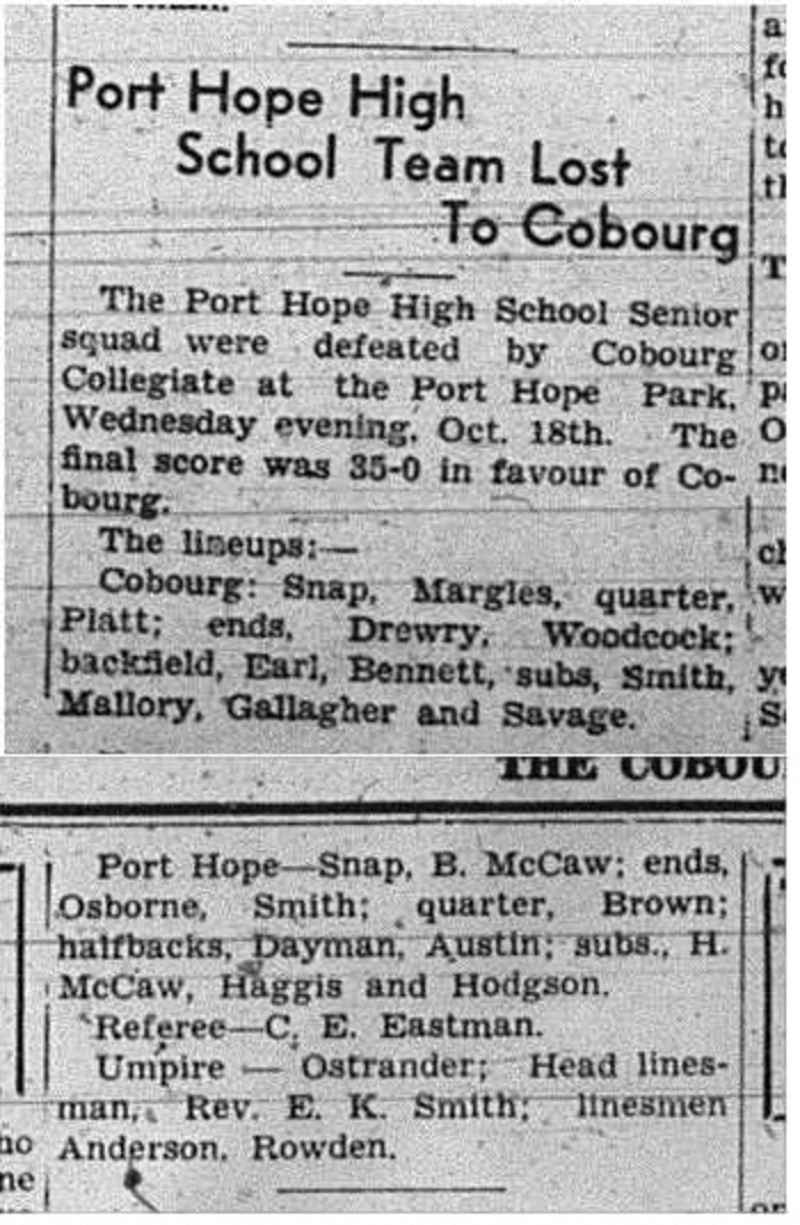 Port Hope High
School Team Lost
To Cobourg
The Port Hope High School Senior
squad were defeated by Cobourg
Collegiate at the Port Hope Park,
Wednesday evening, Oct. 18th. The
final score was 35-0 in favour of Co-
bourg.
The lineups:—
Cobourg: Snap, Margles, quarter,
Platt; ends, Drewry, Woodcock;
backfield, Earl, Bennett, subs, Smith,
Mallory, Gallagher and Savage.
THE COBOU
Port Hope—Snap, B. McCaw; ends,
Osborne, Smith; quarter, Brown;
halfbacks, Dayman, Austin; subs., H.
McCaw, Haggis and Hodgson.
Referee—C. E. Eastman.
Umpire — Ostrander; Head lines-
man, Rev. E. K. Smith; linesmen
Anderson, Rowden.